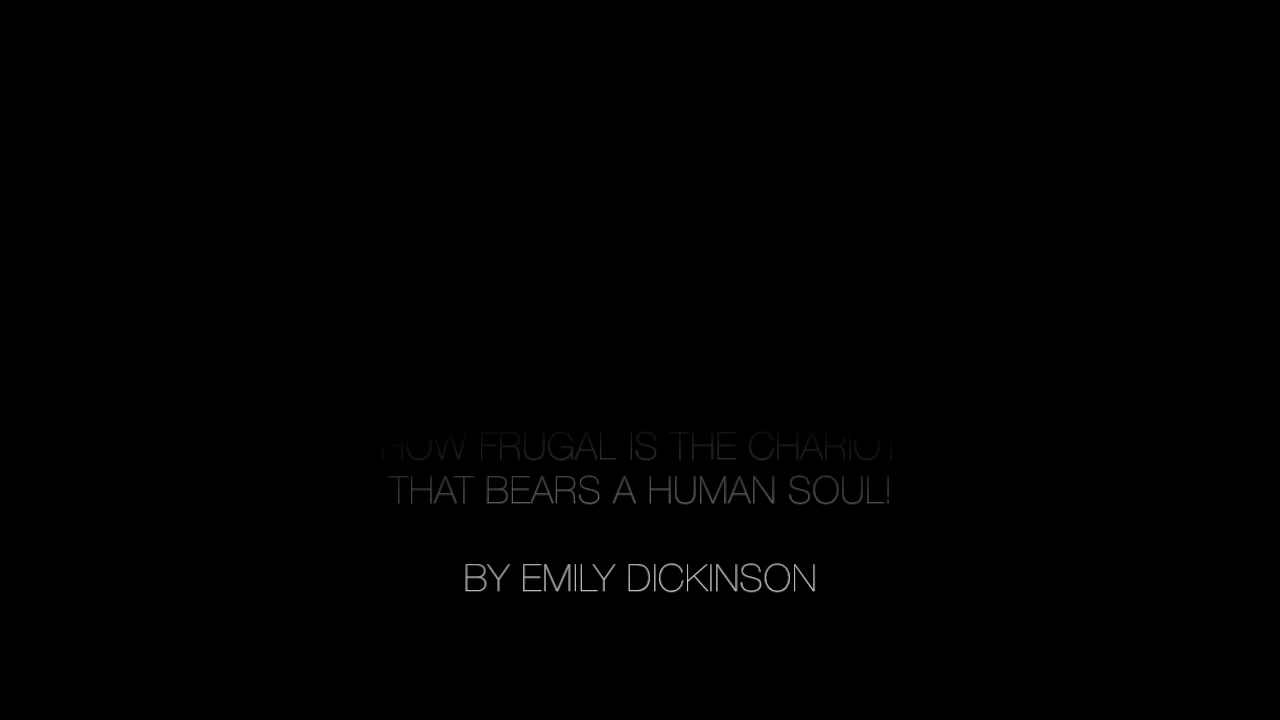 HOW FRUGAL IS THE CHARIOT
THAT BEARS A HUMAN SOUL!
BY EMILY DICKINSON